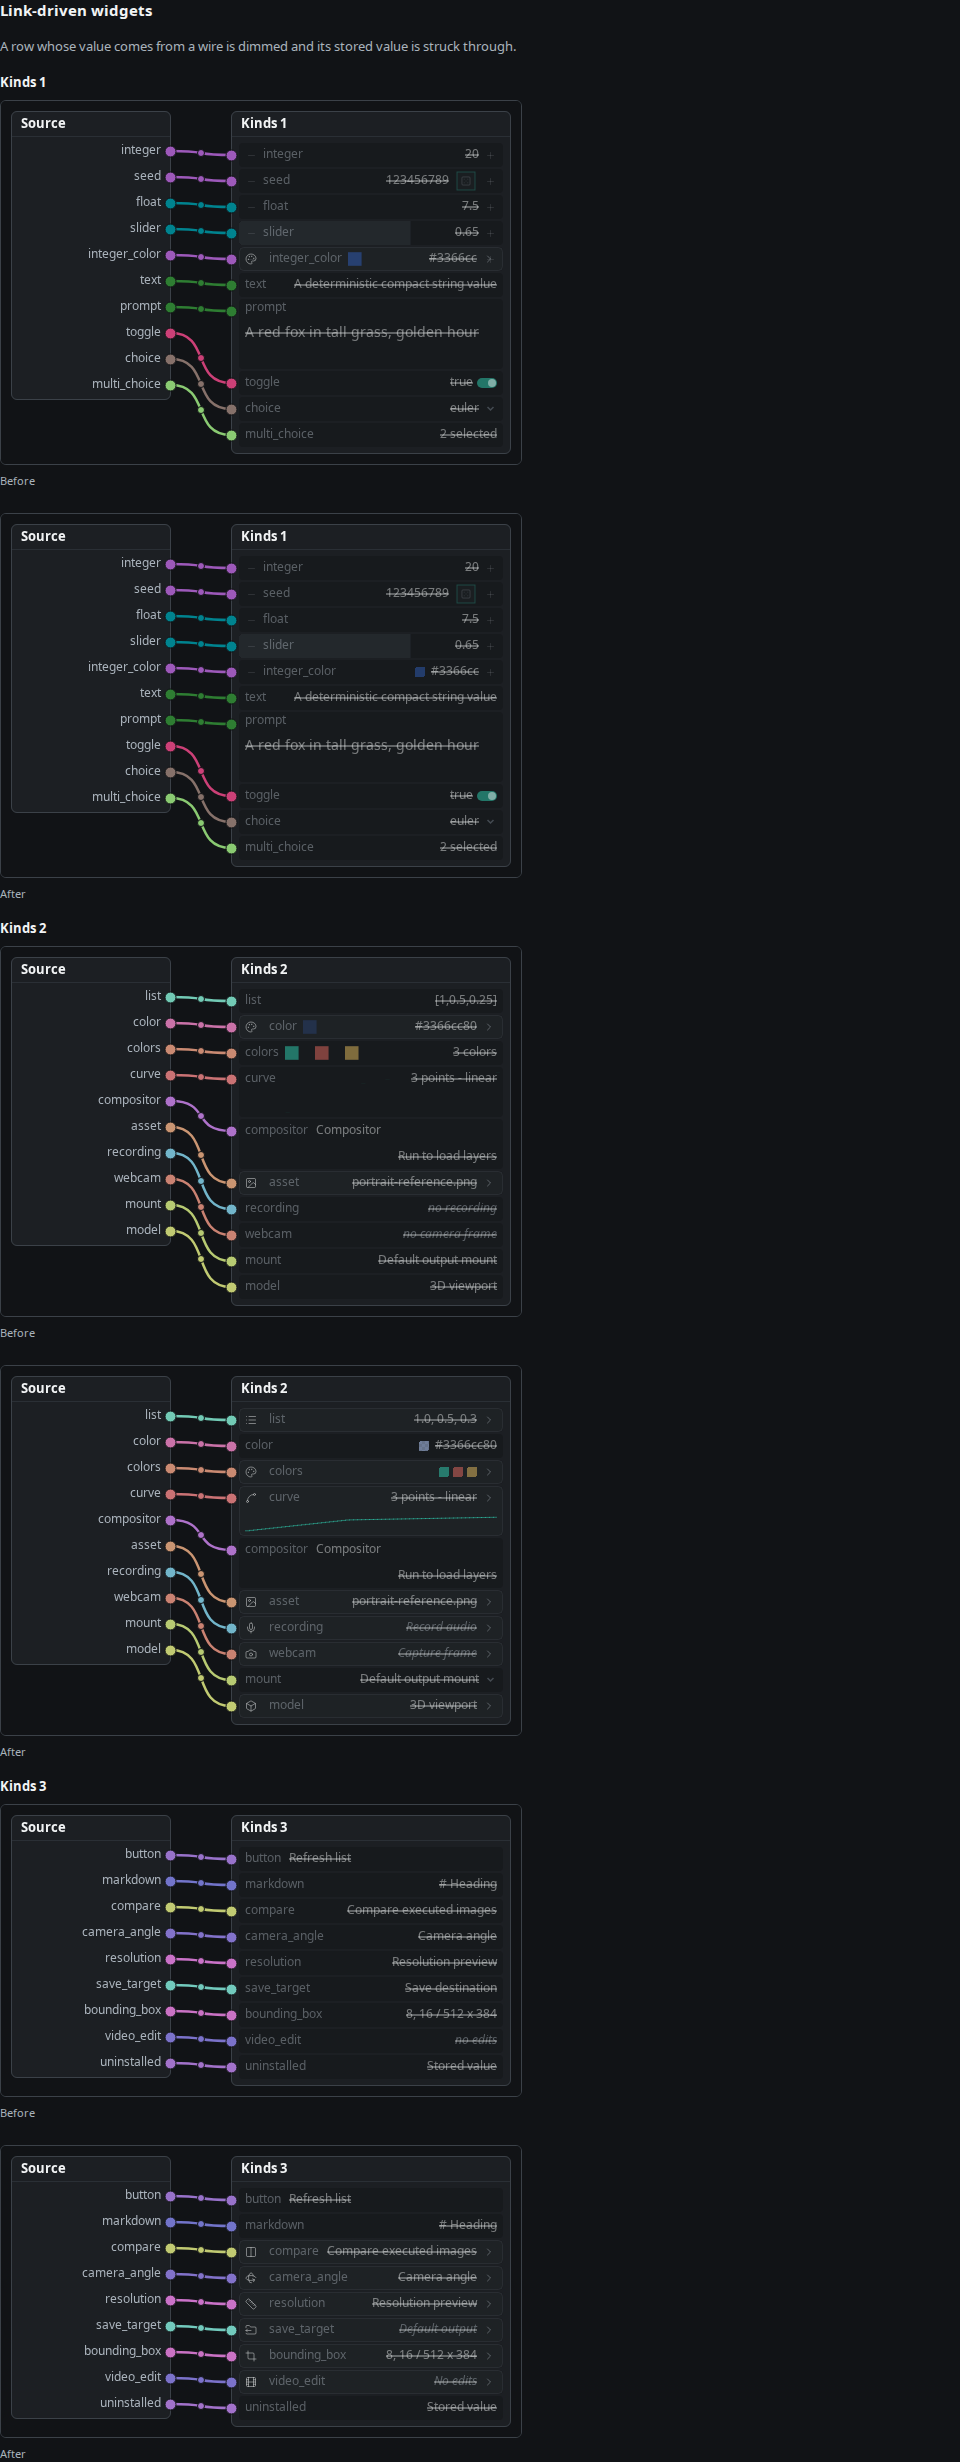 Link-driven widgets
A row whose value comes from a wire is dimmed and its stored value is struck through.
Kinds 1
Source
integer
seed
float
slider
integer_color
text
prompt
toggle
choice
multi_choice
Kinds 1
− integer 20 +
− seed 123456789 +
− float 7.5 +
− slider 0.65 +
integer_color #3366cc
text A deterministic compact string value
prompt
A red fox in tall grass, golden hour
toggle true
choice euler
multi_choice 2 selected
Before
Source
integer
seed
float
slider
integer_color
text
prompt
toggle
choice
multi_choice
Kinds 1
− integer 20 +
− seed 123456789 +
− float 7.5 +
− slider 0.65 +
− integer_color #3366cc +
text A deterministic compact string value
prompt
A red fox in tall grass, golden hour
toggle true
choice euler
multi_choice 2 selected
After
Kinds 2
Source
list
color
colors
curve
compositor
asset
recording
webcam
mount
model
Kinds 2
list [1,0.5,0.25]
color #3366cc80
colors 3 colors
curve 3 points - linear
compositor Compositor
Run to load layers
asset portrait-reference.png
recording no recording
webcam no camera frame
mount Default output mount
model 3D viewport
Before
Source
list
color
colors
curve
compositor
asset
recording
webcam
mount
model
Kinds 2
list 1.0, 0.5, 0.3
color #3366cc80
colors
curve 3 points - linear
compositor Compositor
Run to load layers
asset portrait-reference.png
recording Record audio
webcam Capture frame
mount Default output mount
model 3D viewport
After
Kinds 3
Source
button
markdown
compare
camera_angle
resolution
save_target
bounding_box
video_edit
uninstalled
Kinds 3
button Refresh list
markdown # Heading
compare Compare executed images
camera_angle Camera angle
resolution Resolution preview
save_target Save destination
bounding_box 8, 16 / 512 x 384
video_edit no edits
uninstalled Stored value
Before
Source
button
markdown
compare
camera_angle
resolution
save_target
bounding_box
video_edit
uninstalled
Kinds 3
button Refresh list
markdown # Heading
compare Compare executed images
camera_angle Camera angle
resolution Resolution preview
save_target Default output
bounding_box 8, 16 / 512 x 384
video_edit No edits
uninstalled Stored value
After